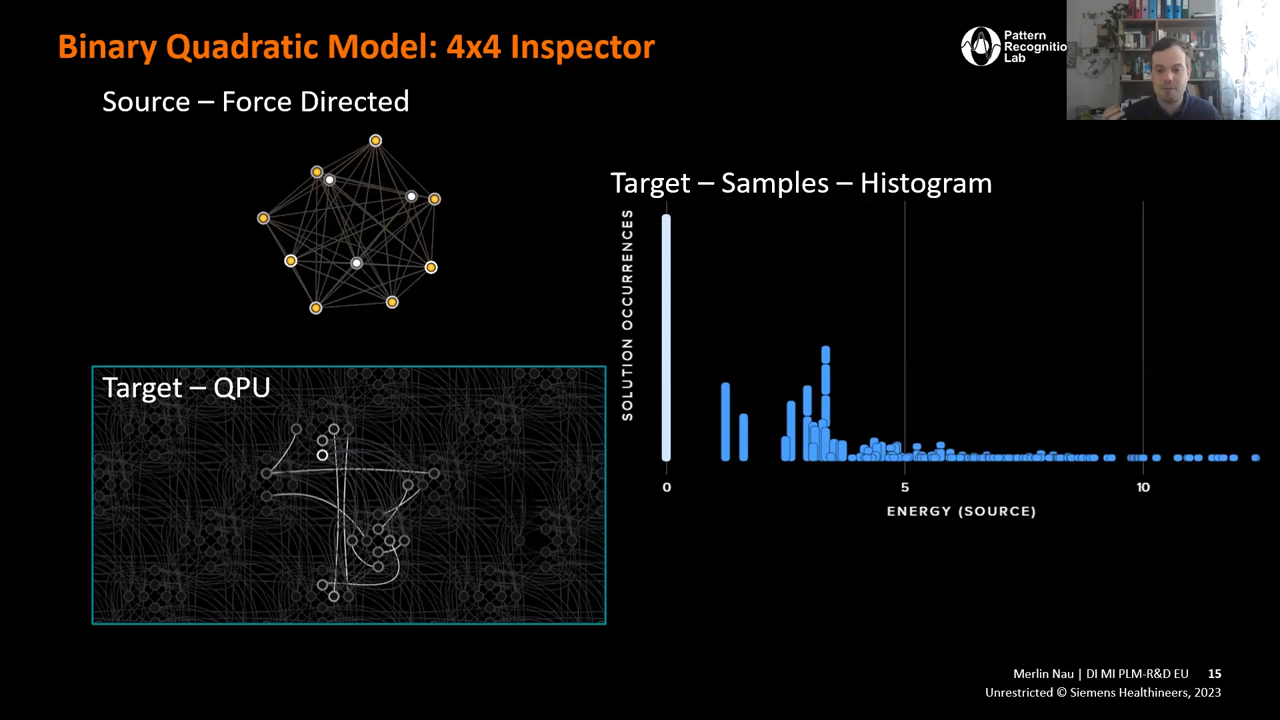 Binary Quadratic Model: 4x4 Inspector
Pattern
Recognitio
Lab
Source – Force Directed
Target – Samples – Histogram
SOLUTION OCCURRENCES
0
5
10
ENERGY (SOURCE)
Target – QPU
Merlin Nau | DI MI PLM-R&D EU 15
Unrestricted © Siemens Healthineers, 2023